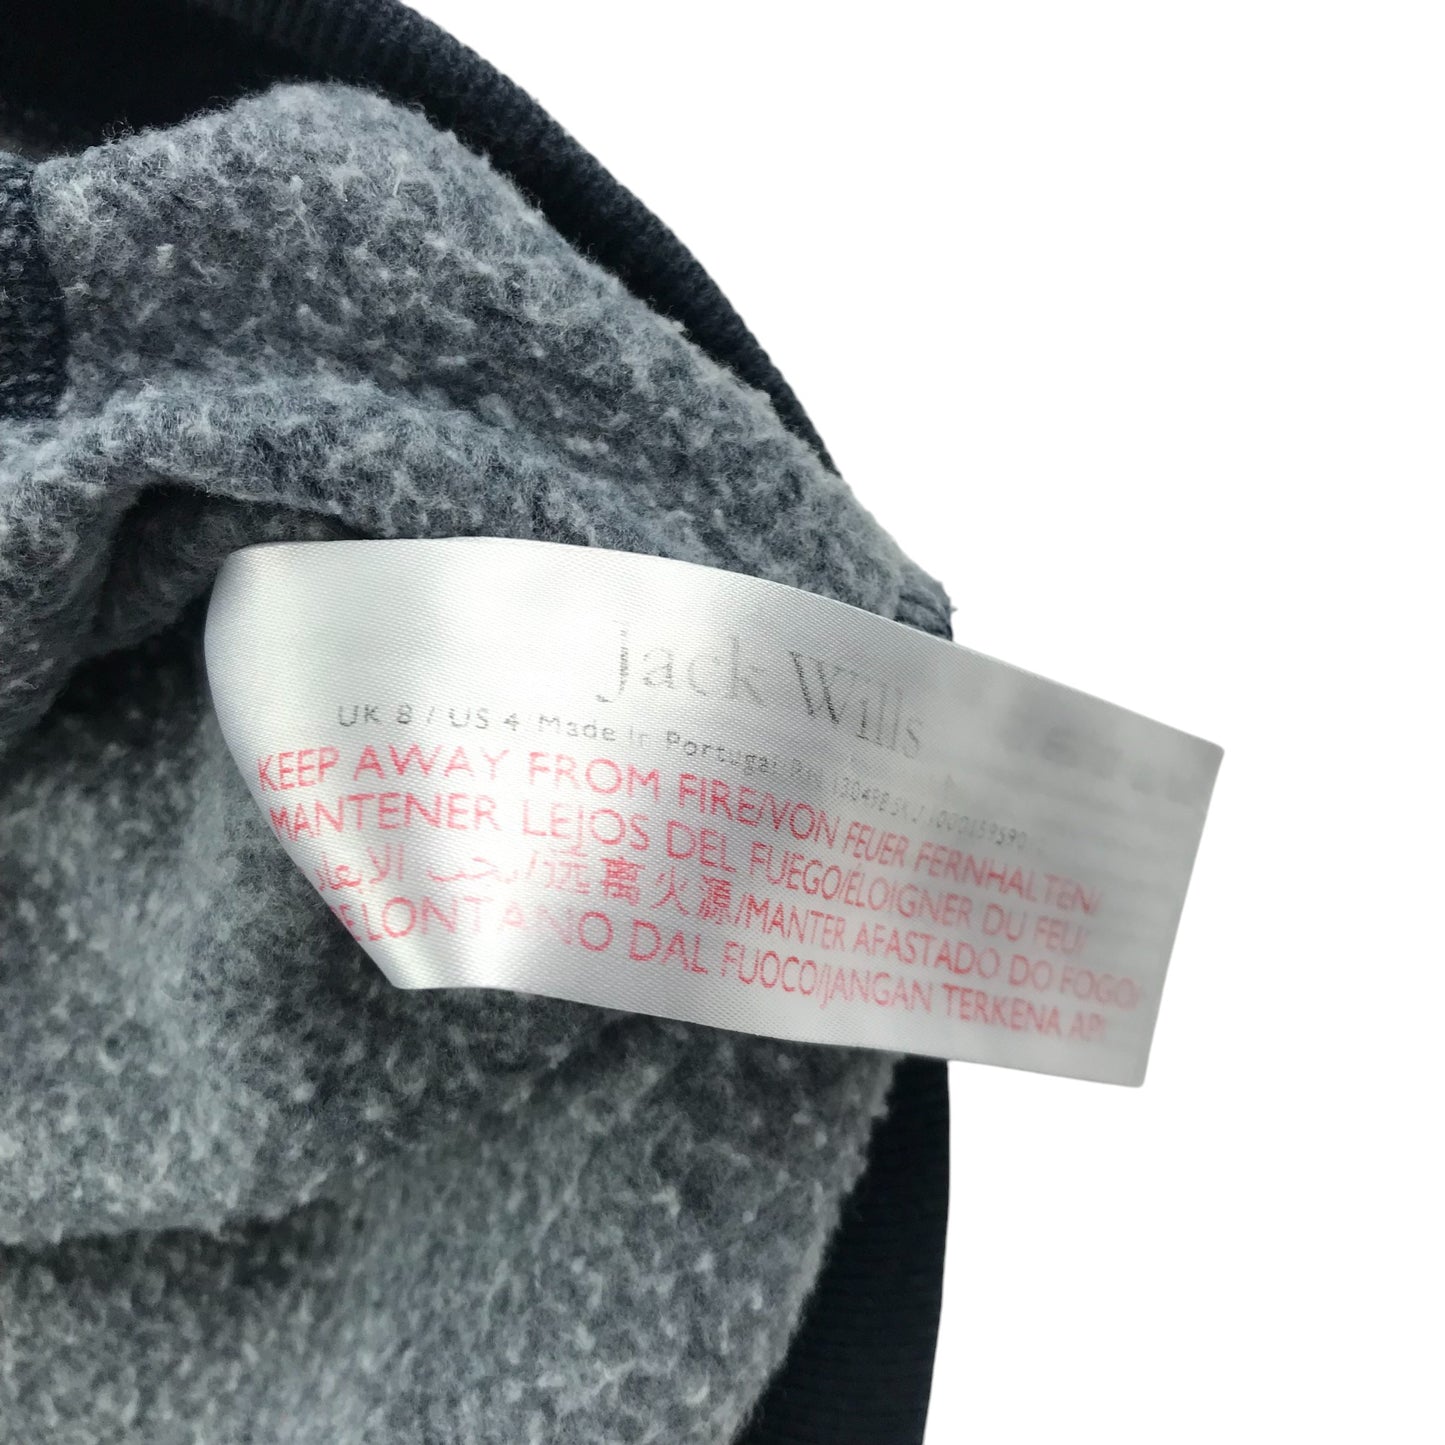 Jack Wills
UK 8 / US 4 Made in Portugal
KEEP AWAY FROM FIRE/VON FEUER FERNHALTEN/
MANTENER LEJOS DEL FUEGO/ÉLOIGNER DU FEU/
远离火源/MANTER AFASTADO DO FOGO/
LONTANO DAL FUOCO/JANGAN TERKENA API